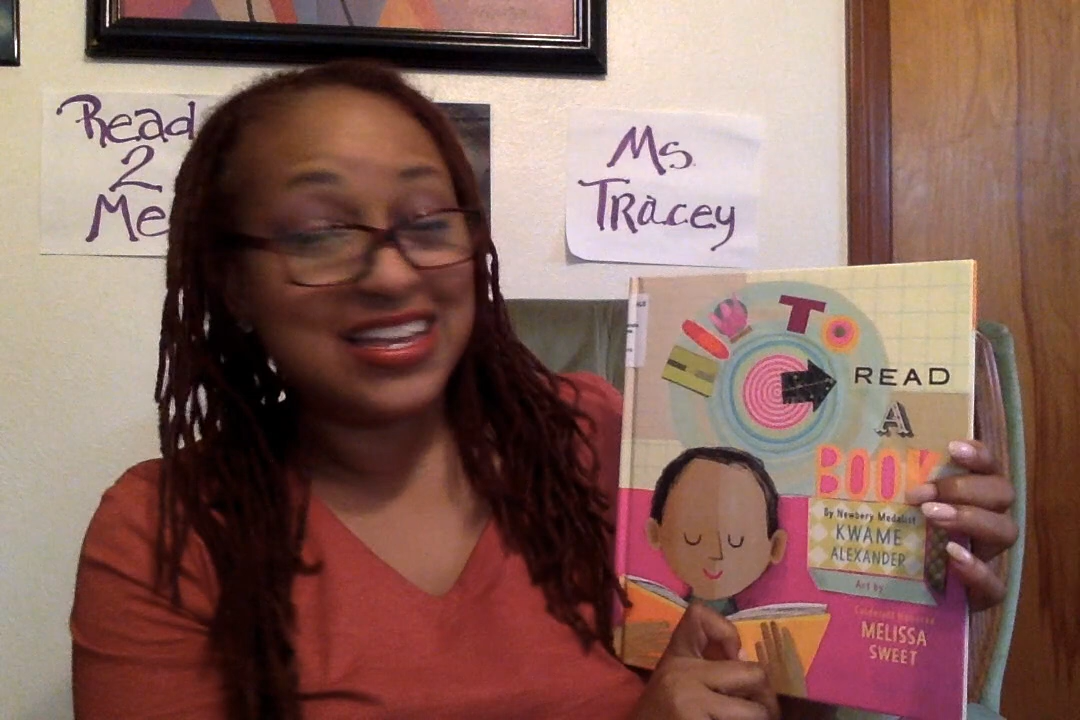 Read
2
Me
Ms.
TRacey
HOW TO
READ
A
BOOK
By Newbery Medalist
KWAME
ALEXANDER
Art by
Caldecott Honoree
MELISSA
SWEET